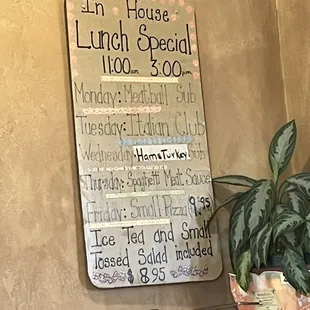 In House
Lunch Special
11:00am 3:00pm
Monday: Meatball Sub
Tuesday: Italian Club
Wednesday: Ham&Turkey Sub
Thursday: Spaghetti Meat Sauce
Friday: Small Pizza 9.95
Ice Tea and Small
Tossed Salad included
$ 8.95